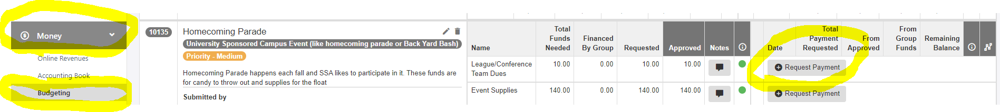 Money
Online Revenues
Accounting Book
Budgeting
10135
Homecoming Parade
University Sponsored Campus Event (like homecoming parade or Back Yard Bash)
Priority - Medium
Homecoming Parade happens each fall and SSA likes to participate in it. These funds are
for candy to throw out and supplies for the float
Submitted by
Name
Total
Funds
Needed
Financed
By Group
Requested
Approved
Notes
Date
Total
Payment
Requested
From
Approved
From
Group
Funds
Remaining
Balance
League/Conference
Team Dues
10.00
0.00
10.00
10.00
Request Payment
Event Supplies
140.00
0.00
140.00
140.00
Request Payment